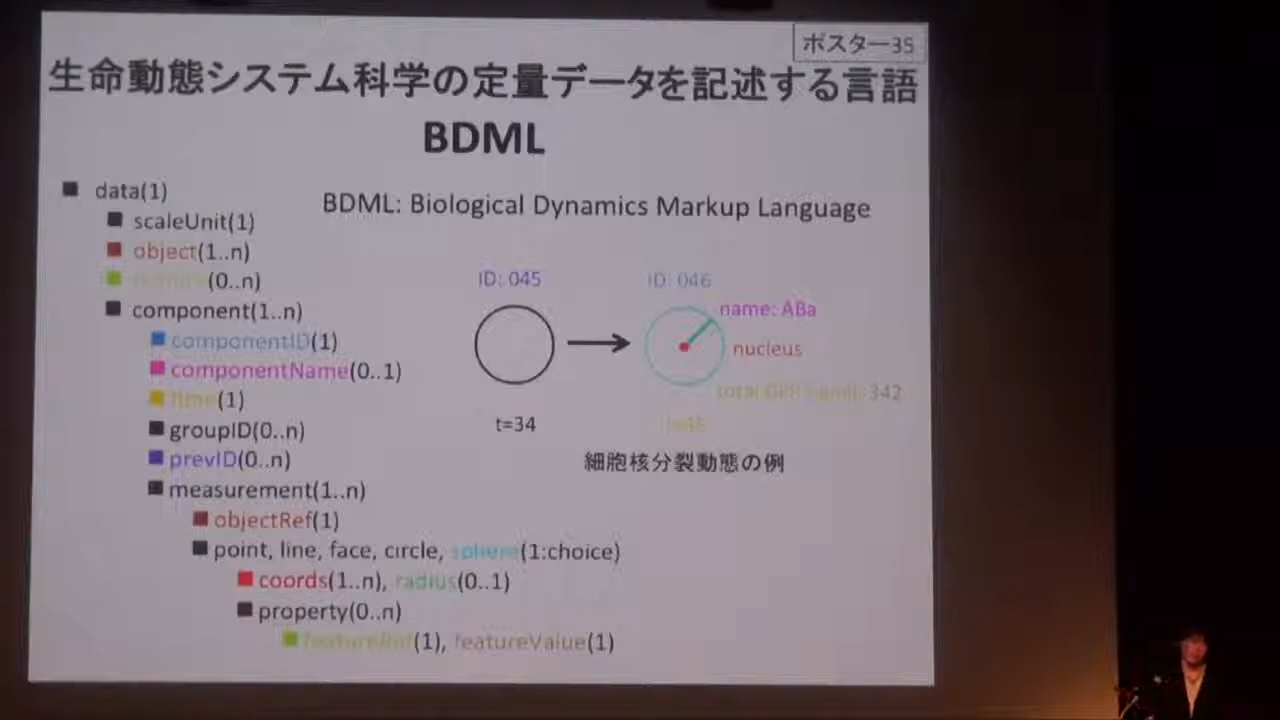 ポスター35
生命動態システム科学の定量データを記述する言語
BDML
BDML: Biological Dynamics Markup Language
data(1)
scaleUnit(1)
object(1..n)
feature(0..n)
component(1..n)
componentID(1)
componentName(0..1)
time(1)
groupID(0..n)
prevID(0..n)
measurement(1..n)
objectRef(1)
point, line, face, circle, sphere(1:choice)
coords(1..n), radius(0..1)
property(0..n)
featureRef(1), featureValue(1)
ID: 045
ID: 046
name: ABa
nucleus
total GFP signal: 342
t=34
t=35
細胞核分裂動態の例